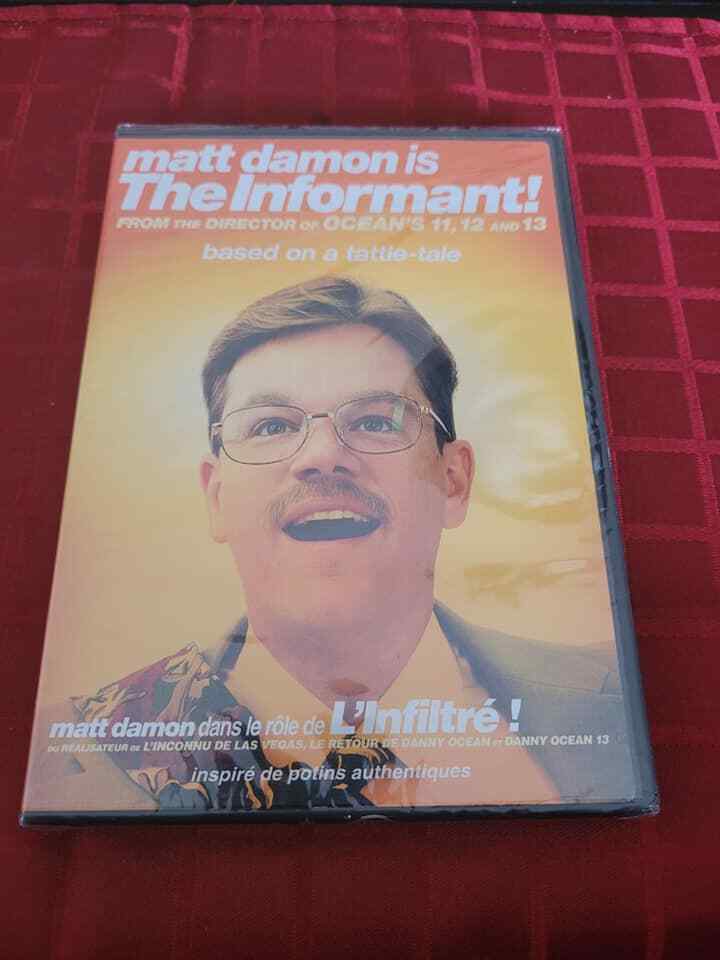 matt damon is
The Informant!
FROM THE DIRECTOR OF OCEAN'S 11, 12 AND 13
based on a tattle-tale
matt damon dans le rôle de L'Infiltré !
DU RÉALISATEUR DE L'INCONNU DE LAS VEGAS, LE RETOUR DE DANNY OCEAN ET DANNY OCEAN 13
inspiré de potins authentiques